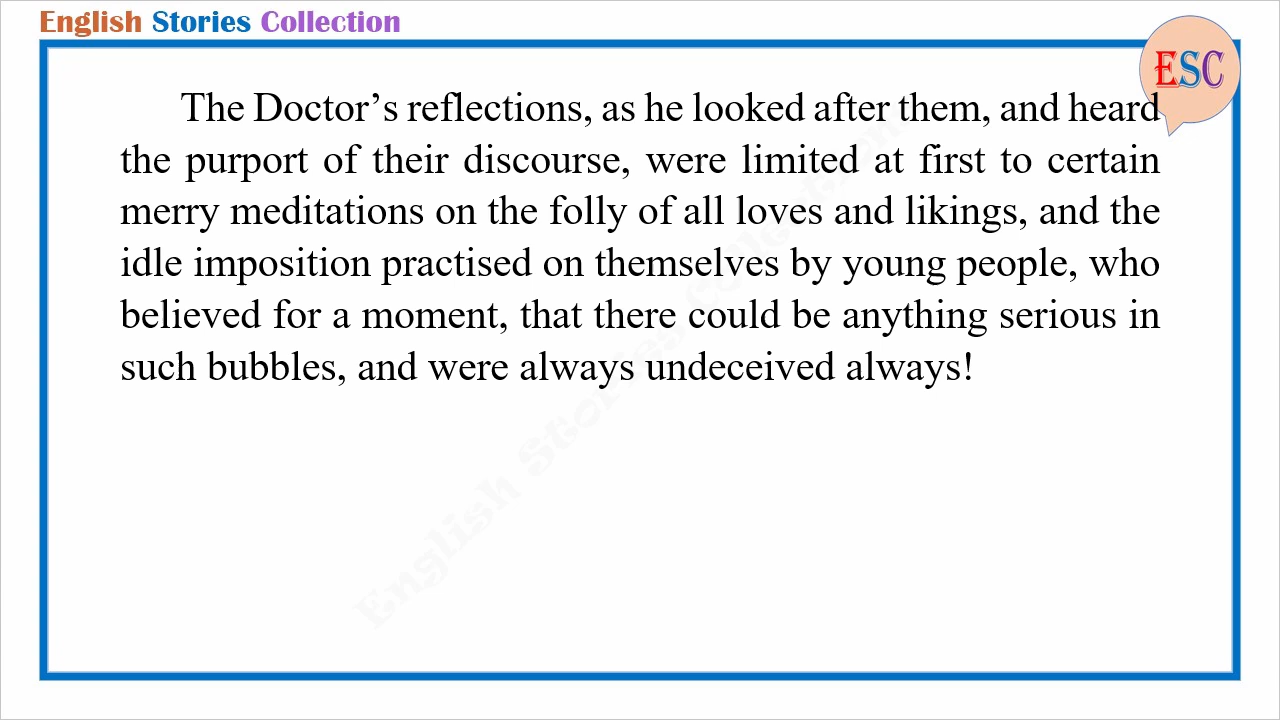 English Stories Collection
ESC
The Doctor’s reflections, as he looked after them, and heard
the purport of their discourse, were limited at first to certain
merry meditations on the folly of all loves and likings, and the
idle imposition practised on themselves by young people, who
believed for a moment, that there could be anything serious in
such bubbles, and were always undeceived always!
English Stories Collection